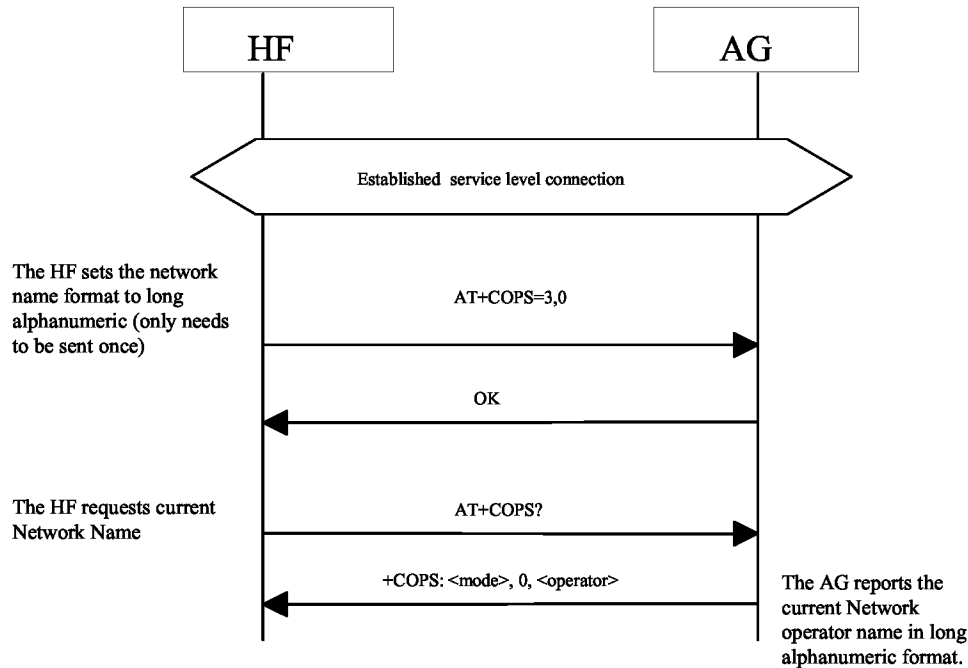 HF
AG
Established service level connection
The HF sets the network
name format to long
alphanumeric (only needs
to be sent once)
AT+COPS=3,0
OK
The HF requests current
Network Name
AT+COPS?
+COPS: <mode>, 0, <operator>
The AG reports the
current Network
operator name in long
alphanumeric format.